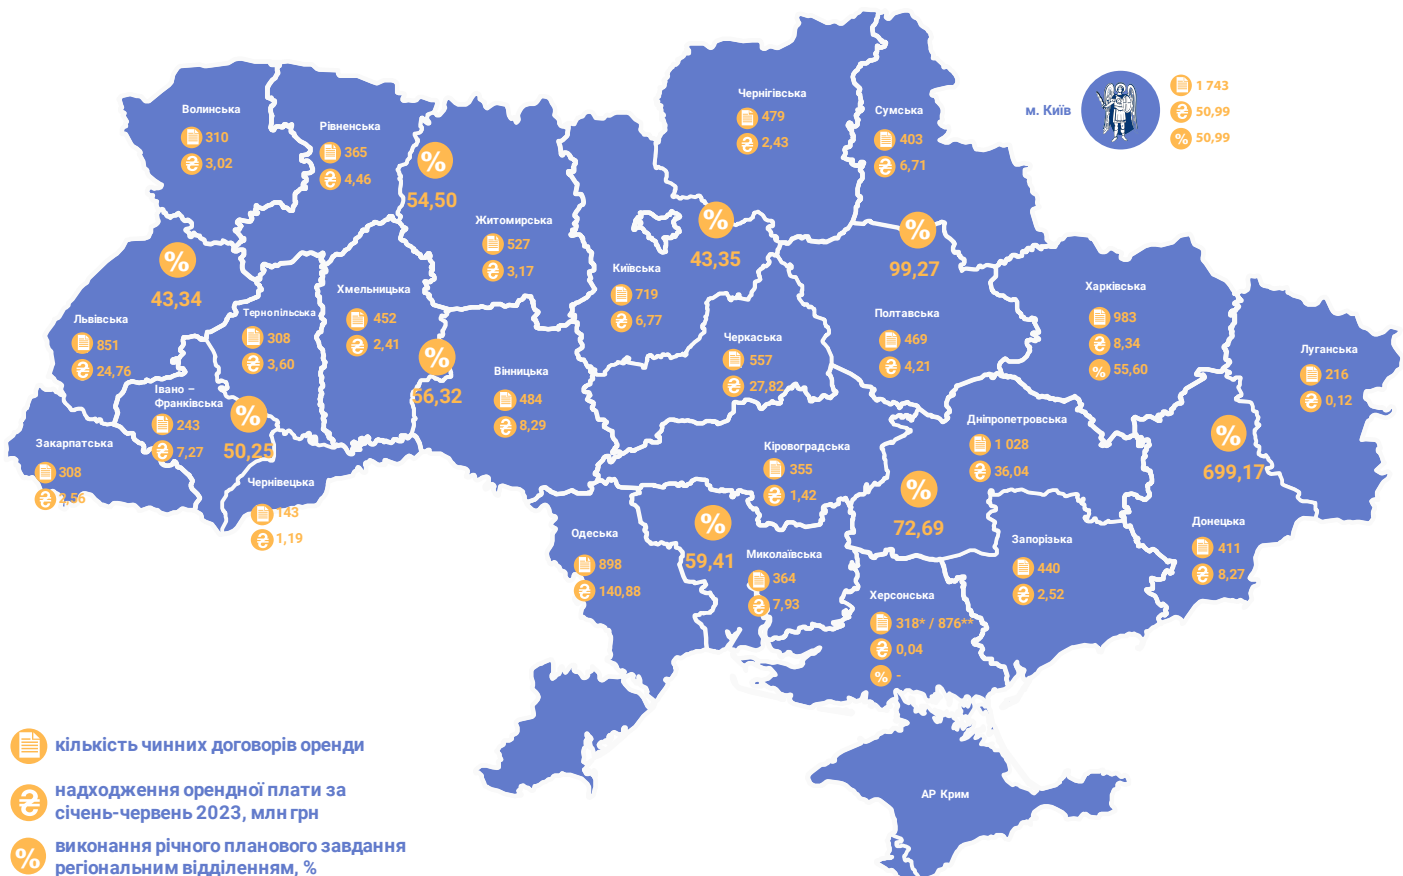 м. Київ
1 743
50,99
% 50,99
Волинська
310
3,02
Рівненська
365
4,46
%
54,50
Житомирська
527
3,17
Чернігівська
479
2,43
Сумська
403
6,71
%
43,34
Львівська
851
24,76
Тернопільська
308
3,60
Хмельницька
452
2,41
Київська
719
6,77
%
43,35
%
99,27
Полтавська
469
4,21
Харківська
983
8,34
% 55,60
Луганська
216
0,12
Черкаська
557
27,82
%
56,32
Вінницька
484
8,29
Івано –
Франківська
243
7,27
%
50,25
Закарпатська
308
2,56
Чернівецька
143
1,19
Кіровоградська
355
1,42
Дніпропетровська
1 028
36,04
%
72,69
%
699,17
Донецька
411
8,27
Запорізька
440
2,52
Одеська
898
140,88
%
59,41
Миколаївська
364
7,93
Херсонська
318* / 876**
0,04
% -
АР Крим
кількість чинних договорів оренди
₴ надходження орендної плати за
січень-червень 2023, млн грн
% виконання річного планового завдання
регіональним відділенням, %